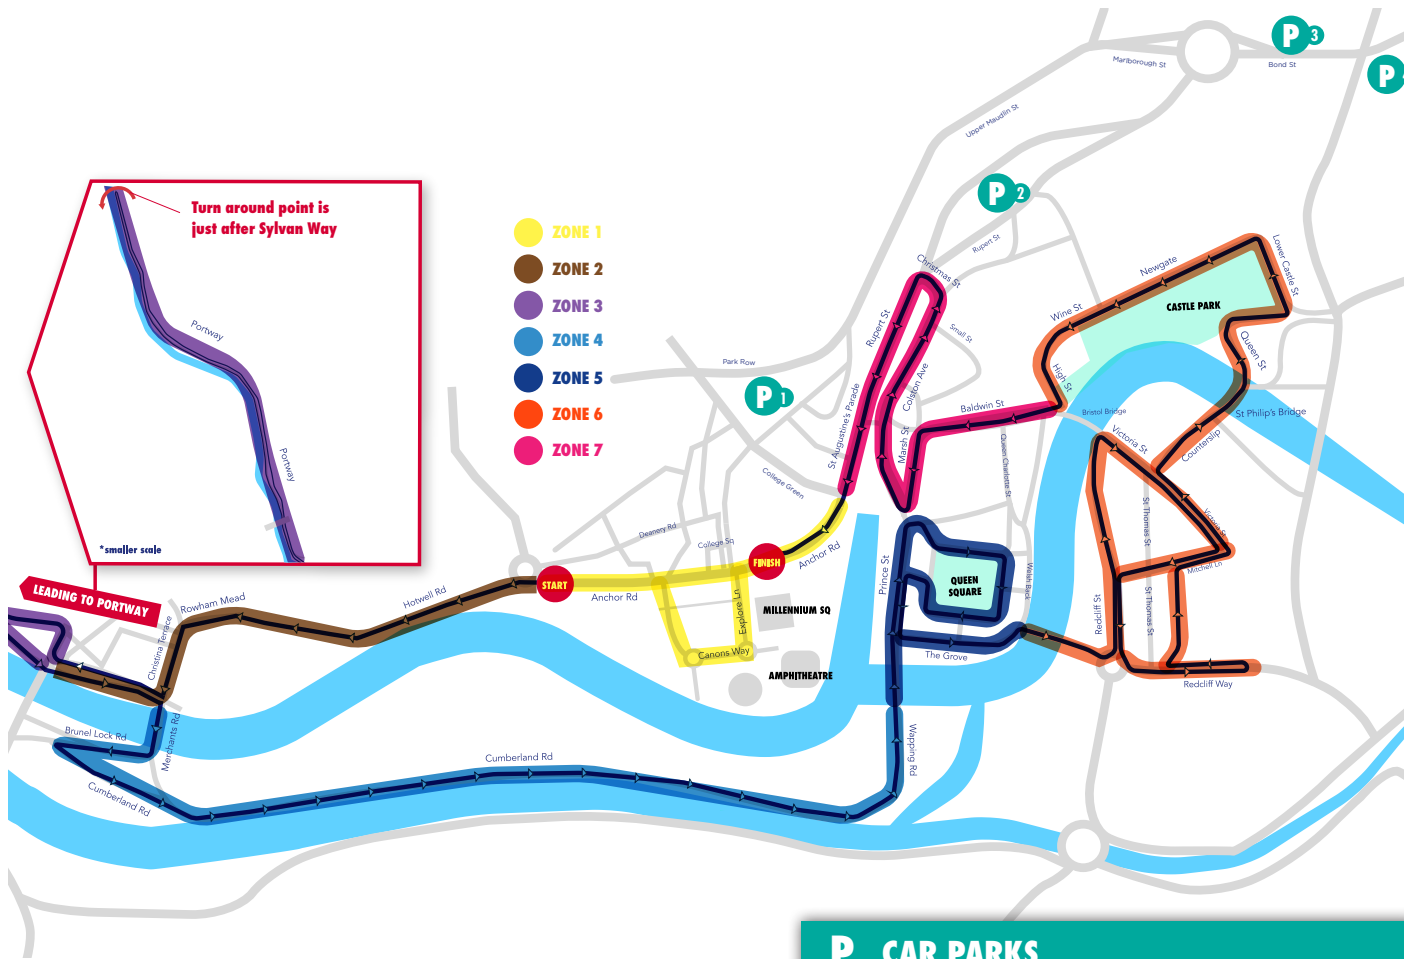 P 3
Marlborough St
Bond St
P
Upper Maudlin St
P 2
Rupert St
Turn around point is
just after Sylvan Way
Portway
Portway
*smaller scale
LEADING TO PORTWAY
ZONE 1
ZONE 2
ZONE 3
ZONE 4
ZONE 5
ZONE 6
ZONE 7
Christmas St
Newgate
Lower Castle St
CASTLE PARK
Wine St
Rupert St
Small St
Queen St
Park Row
High St
P 1
Colston Ave
St Augustine's Parade
Baldwin St
Bristol Bridge
St Philip's Bridge
Marsh St
Queen Charlotte St
Victoria St
Counterslip
College Green
St Thomas St
Victoria St
Deanery Rd
College Sq
Anchor Rd
FINISH
START
Anchor Rd
Prince St
QUEEN
SQUARE
Welsh Back
Mitchell Ln
Hotwell Rd
Rowham Mead
Explore Ln
MILLENNIUM SQ
Redcliff St
St Thomas St
Christina Terrace
Canons Way
The Grove
AMPHITHEATRE
Redcliff Way
Brunel Lock Rd
Merchants Rd
Cumberland Rd
Wapping Rd
Cumberland Rd
P CAR PARKS